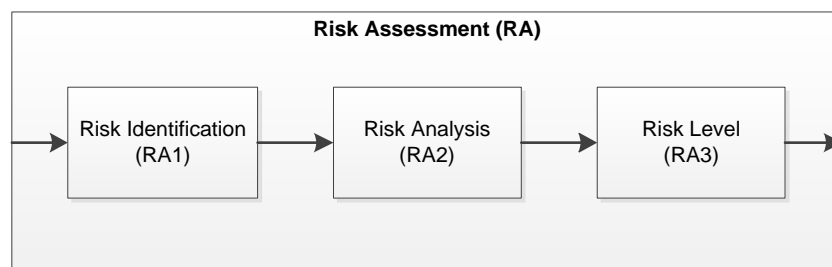 Risk Assessment (RA)
Risk Identification
(RA1)
Risk Analysis
(RA2)
Risk Level
(RA3)